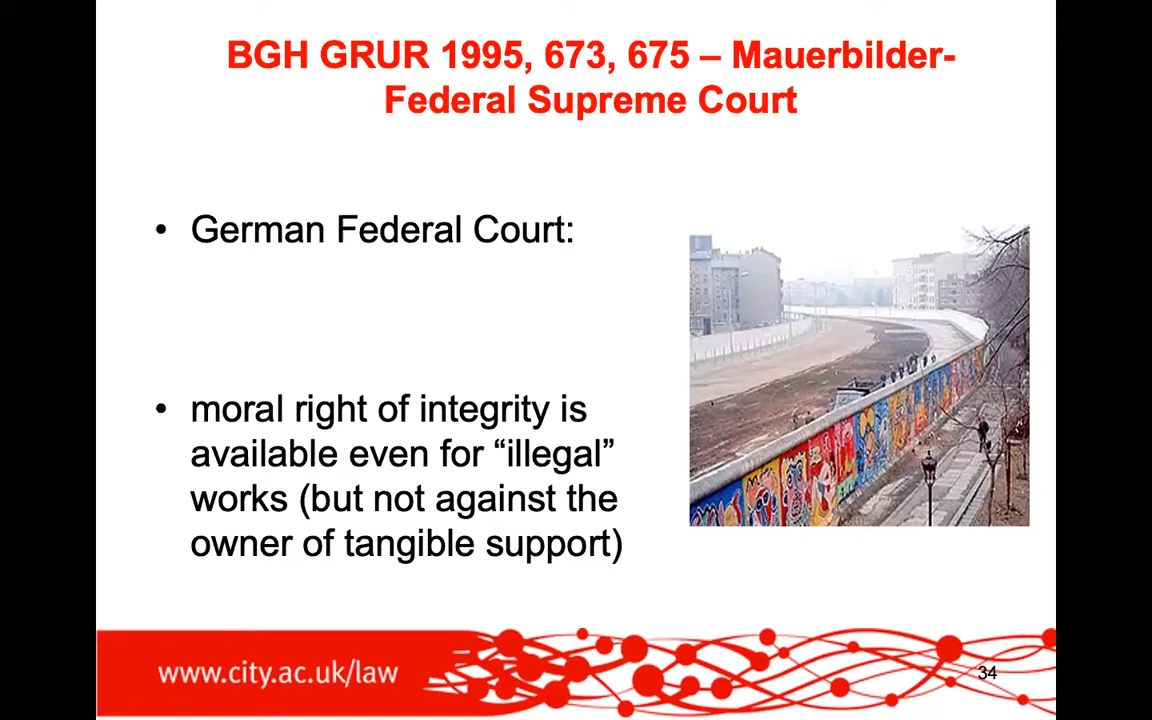 BGH GRUR 1995, 673, 675 – Mauerbilder-
Federal Supreme Court
• German Federal Court:
• moral right of integrity is
available even for “illegal”
works (but not against the
owner of tangible support)
www.city.ac.uk/law
34